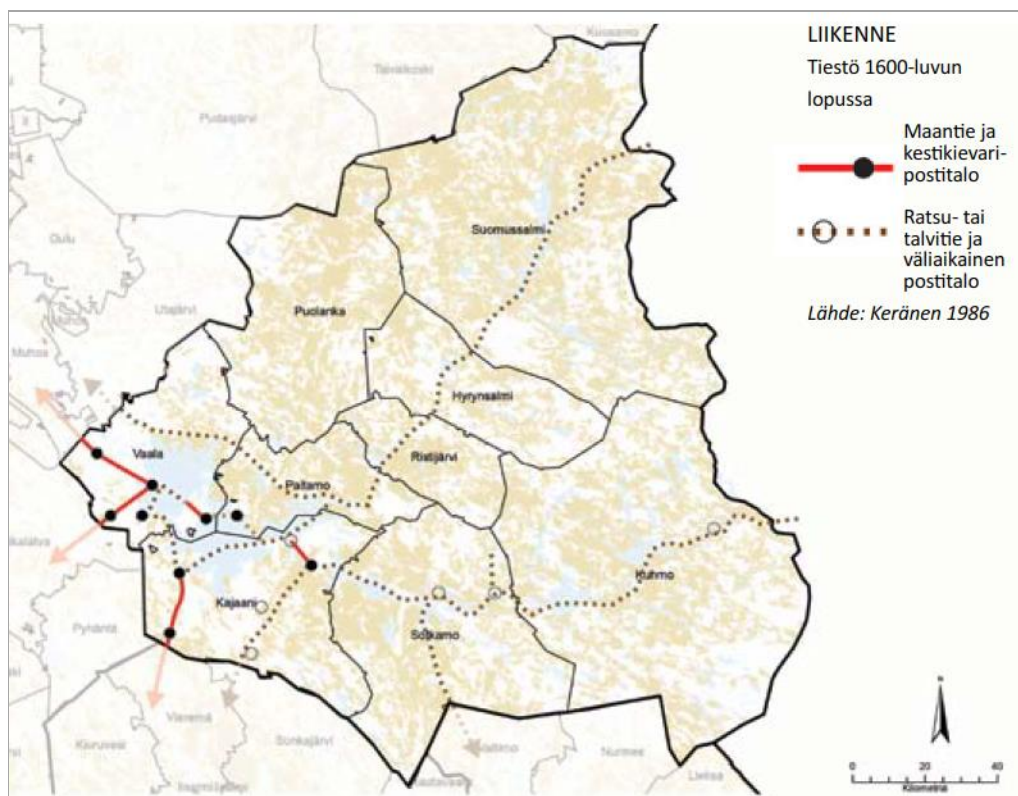 LIIKENNE
Tiestö 1600-luvun
lopussa
Maantie ja
kestikievari-
postitalo
Ratsu- tai
talvitie ja
väliaikainen
postitalo
Lähde: Keränen 1986
Kuusamo
Taivalkoski
Pudasjärvi
Oulu
Utajärvi
Muhos
Suomussalmi
Puolanka
Hyrynsalmi
Vaala
Paltamo
Ristijärvi
Kuhmo
Kajaani
Sotkamo
Pyhäntä
Vieremä
Kiuruvesi
Sonkajärvi
Nurmes
Lieksa
N
0 20 40
Kilometriä